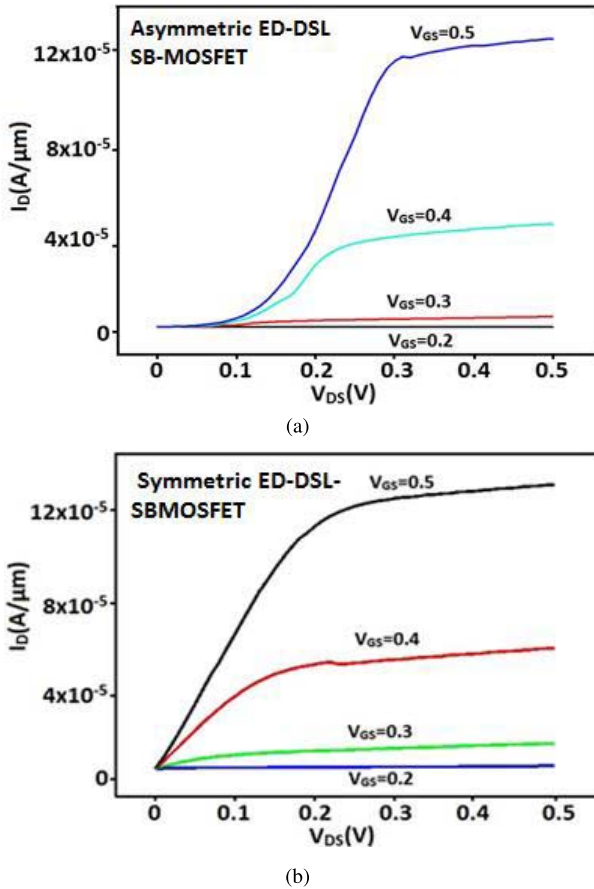 Asymmetric ED-DSL
SB-MOSFET
V_GS=0.5
12x10⁻⁵
8x10⁻⁵
I_D(A/μm)
V_GS=0.4
4x10⁻⁵
V_GS=0.3
0
V_GS=0.2
0 0.1 0.2 0.3 0.4 0.5
V_DS(V)
(a)
Symmetric ED-DSL-
SBMOSFET
V_GS=0.5
12x10⁻⁵
8x10⁻⁵
I_D(A/μm)
V_GS=0.4
4x10⁻⁵
V_GS=0.3
0
V_GS=0.2
0 0.1 0.2 0.3 0.4 0.5
V_DS(V)
(b)